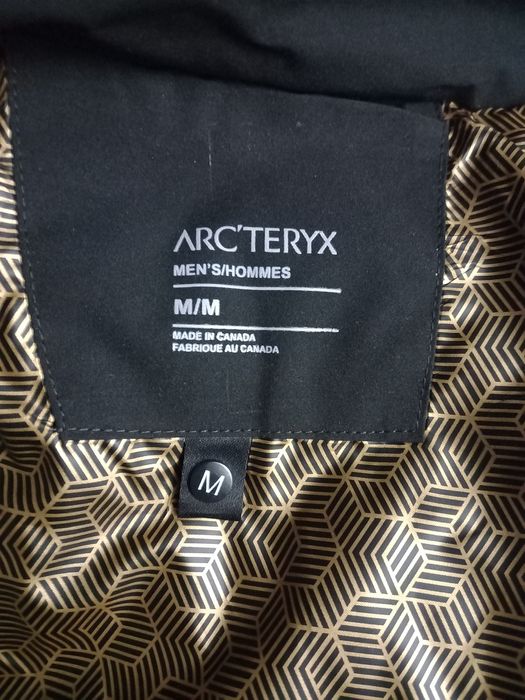 ARC'TERYX
MEN'S/HOMMES
M/M
MADE IN CANADA
FABRIQUE AU CANADA
M